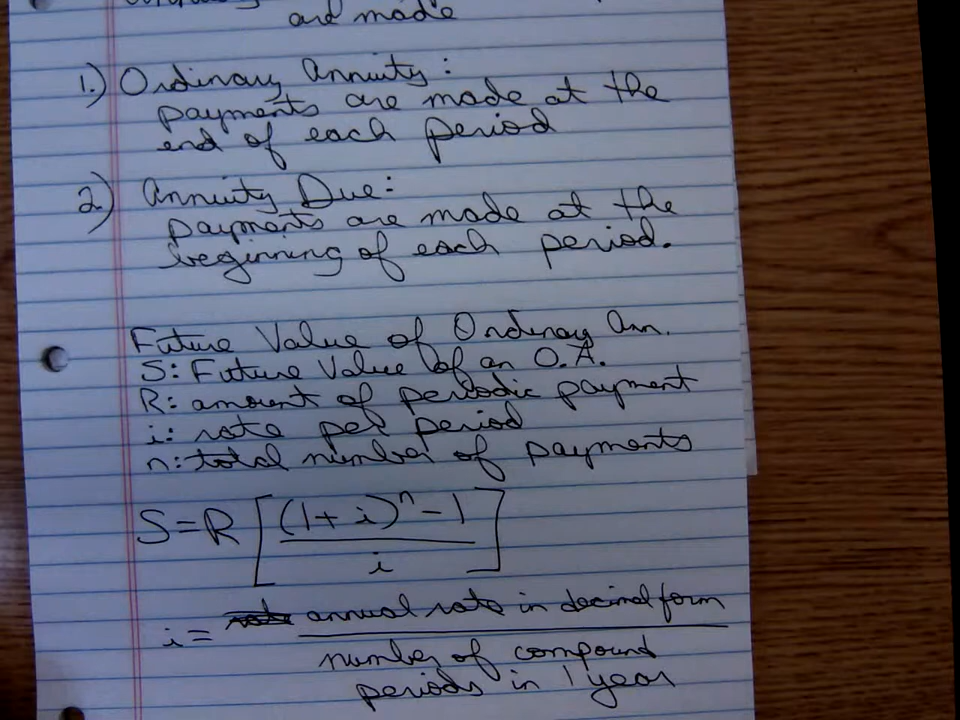 are made
1.) Ordinary Annuity:
payments are made at the
end of each period
2) Annuity Due:
payments are made at the
beginning of each period.
Future Value of Ordinary Ann.
S: Future Value of an O.A.
R: amount of periodic payment
i: rate per period
n: total number of payments
S=R [ (1+i)^n - 1 / i ]
i = annual rate in decimal form
number of compound
periods in 1 year